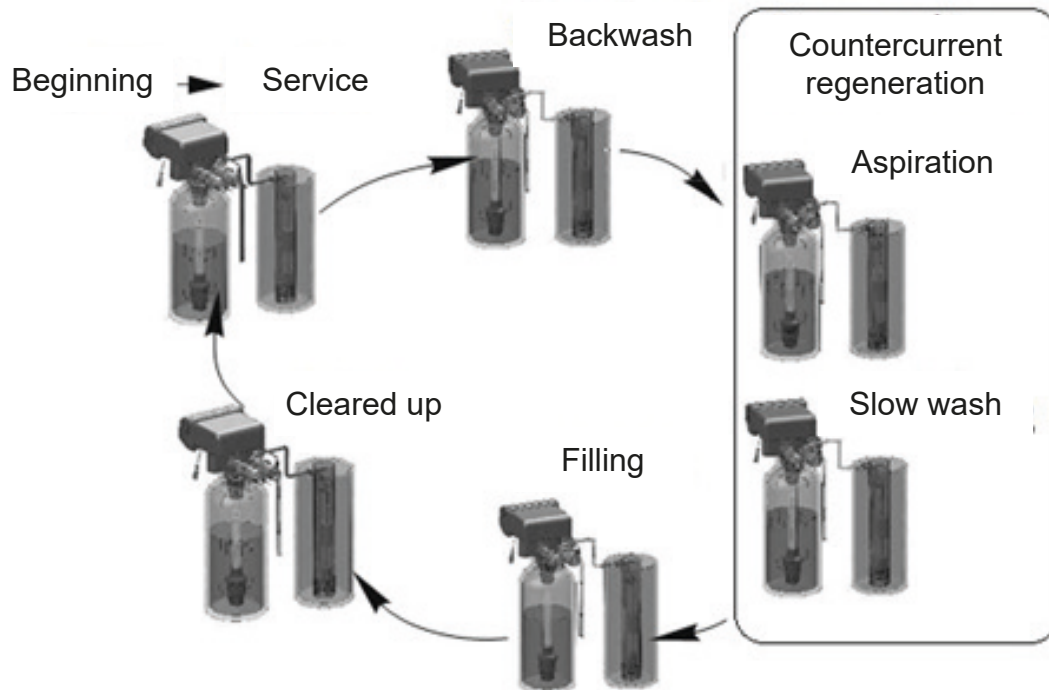 Beginning
Service
Backwash
Countercurrent
regeneration
Aspiration
Slow wash
Filling
Cleared up